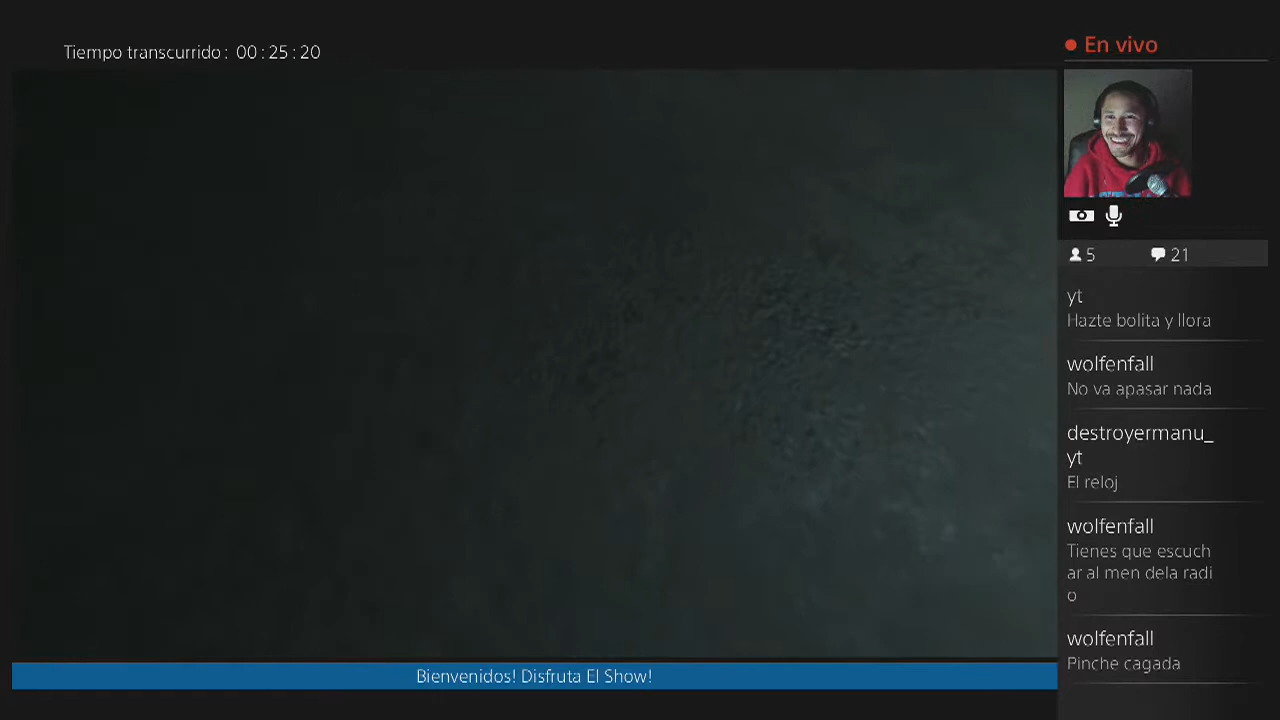 Tiempo transcurrido: 00:25:20
En vivo
5
21
yt
Hazte bolita y llora
wolfenfall
No va apasar nada
destroyermanu_
yt
El reloj
wolfenfall
Tienes que escuch
ar al men dela radi
o
wolfenfall
Pinche cagada
Bienvenidos! Disfruta El Show!